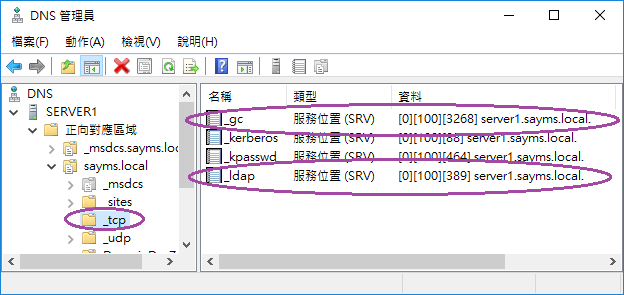 DNS 管理員
檔案(F) 動作(A) 檢視(V) 說明(H)
DNS
SERVER1
正向對應區域
_msdcs.sayms.loc
sayms.local
_msdcs
_sites
_tcp
_udp
名稱 類型 資料
_gc 服務位置 (SRV) [0][100][3268] server1.sayms.local.
_kerberos 服務位置 (SRV) [0][100][88] server1.sayms.local.
_kpasswd 服務位置 (SRV) [0][100][464] server1.sayms.local.
_ldap 服務位置 (SRV) [0][100][389] server1.sayms.local.